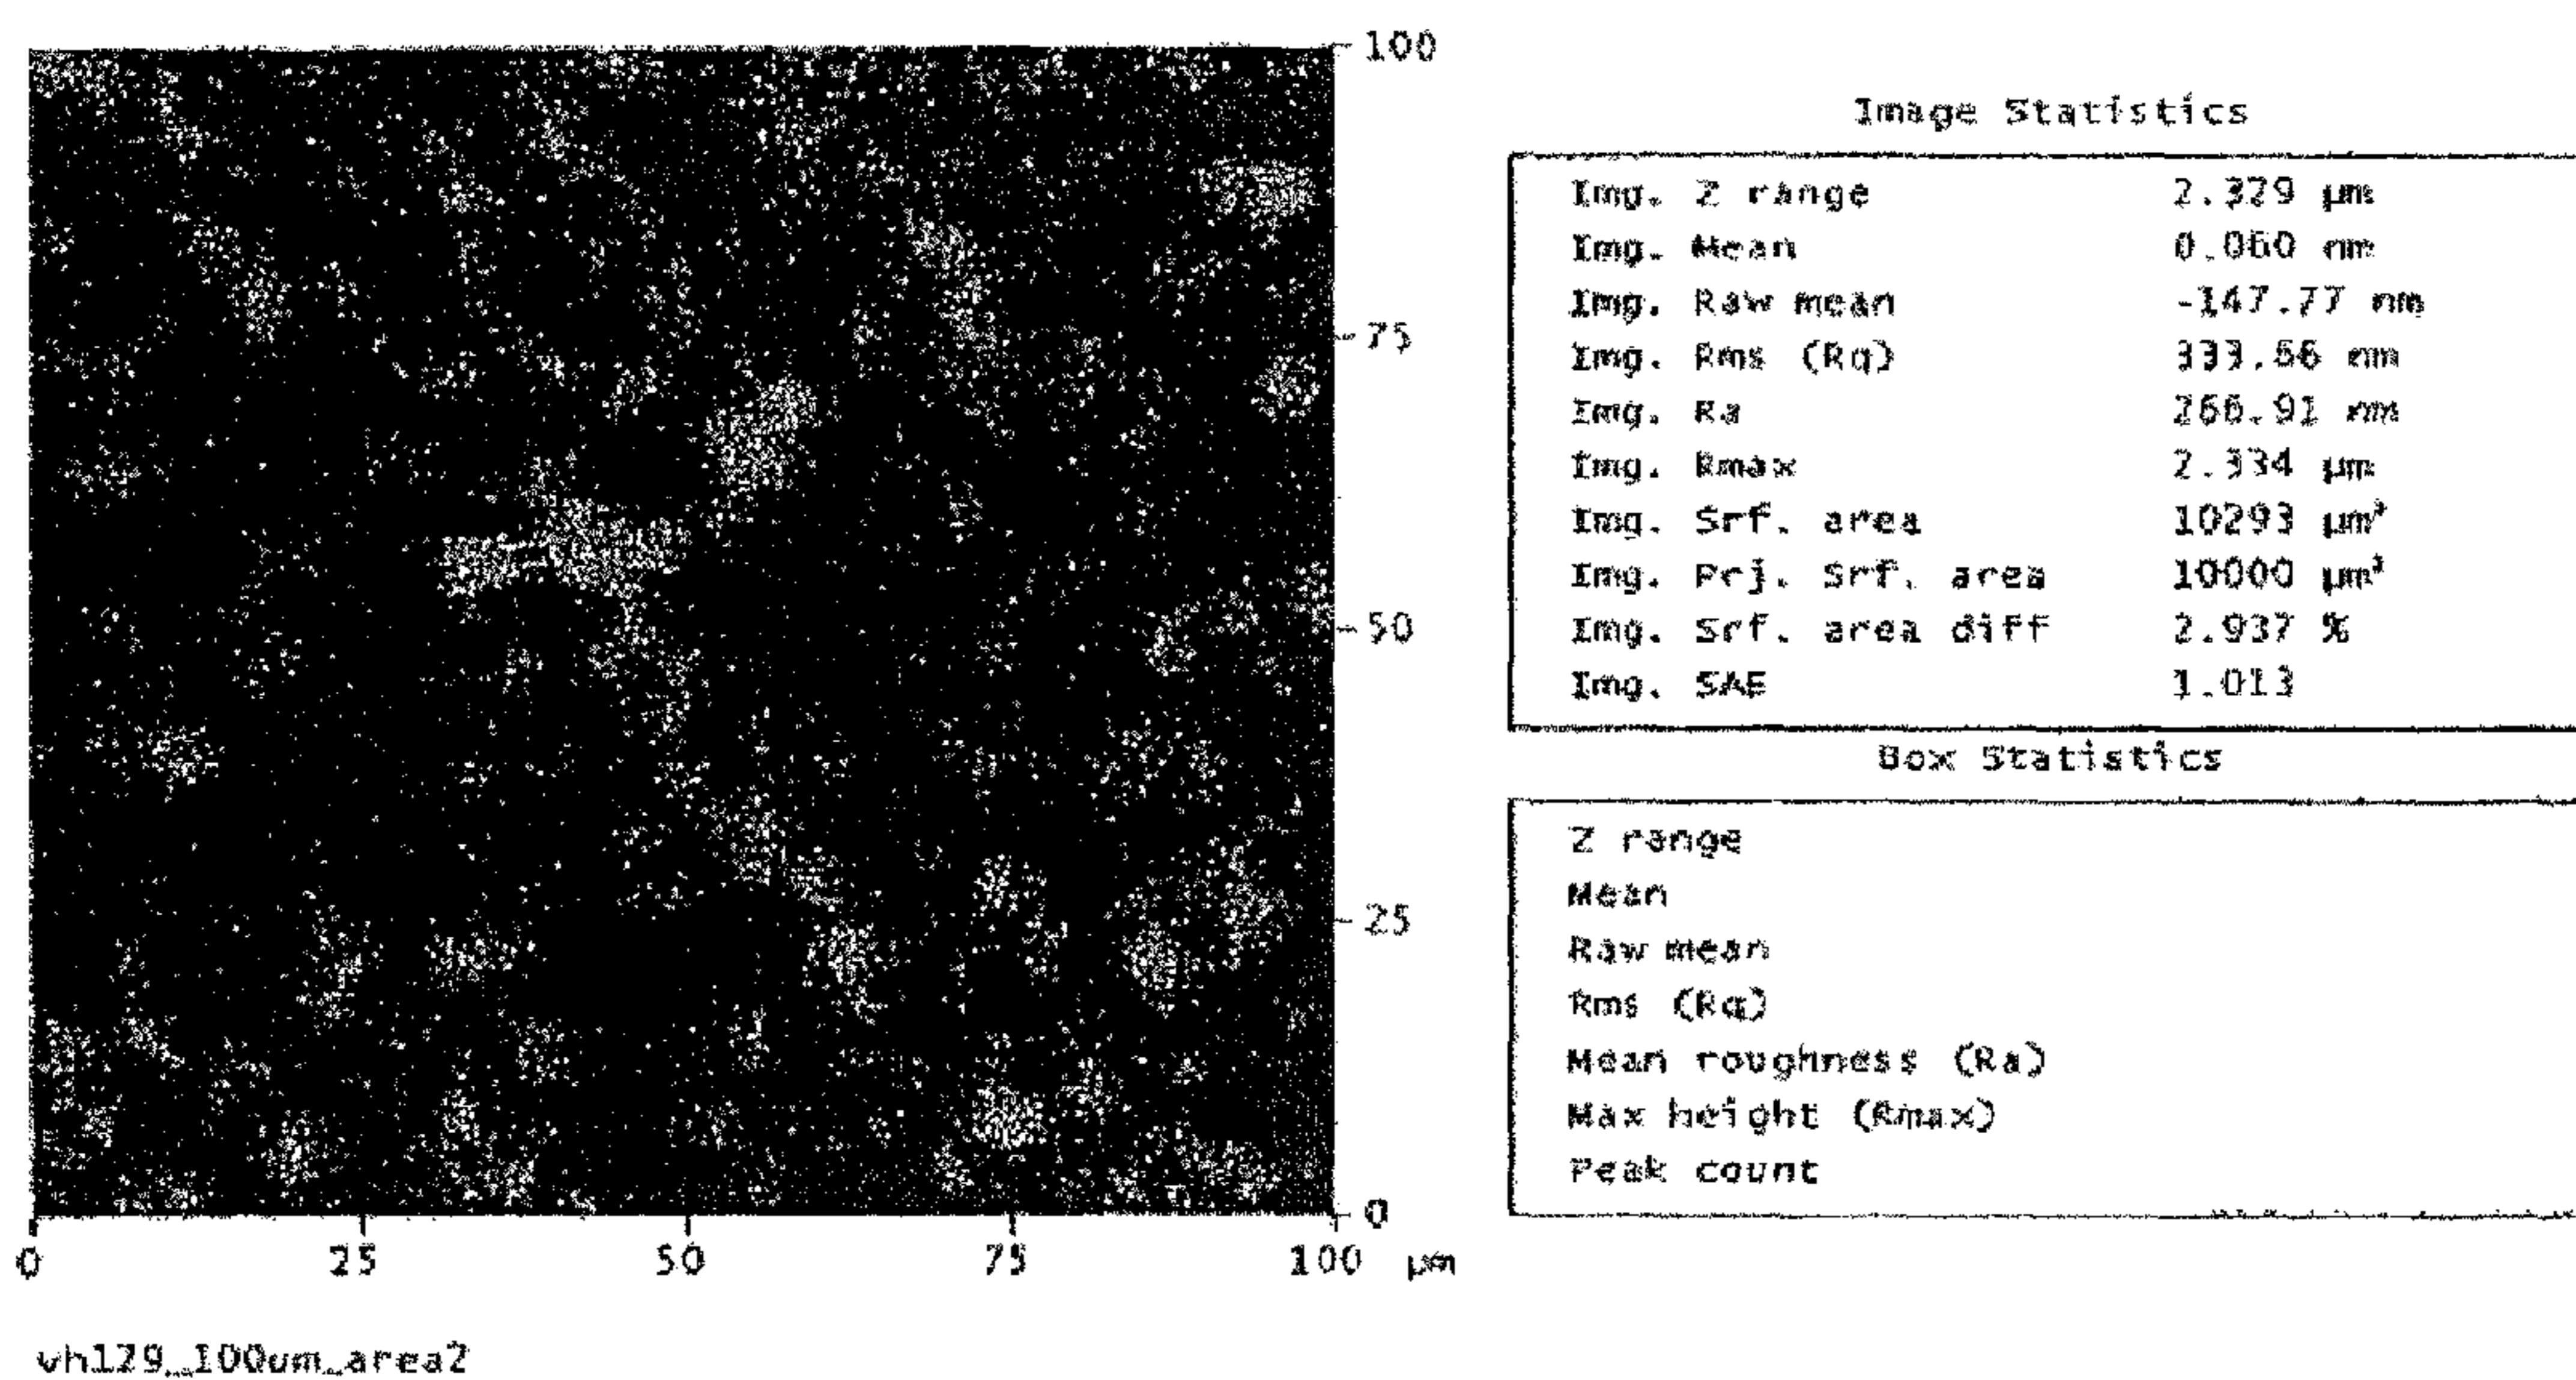 100
75
50
25
0
0 25 50 75 100 µm
vh129_100um_area2
Image Statistics
Img. Z range 2.329 µm
Img. Mean 0.060 nm
Img. Raw mean -147.77 nm
Img. Rms (Rq) 333.66 nm
Img. Ra 266.91 nm
Img. Rmax 2.334 µm
Img. Srf. area 10293 µm²
Img. Prj. Srf. area 10000 µm²
Img. Srf. area diff 2.937 %
Img. SAE 1.013
Box Statistics
Z range
Mean
Raw mean
Rms (Rq)
Mean roughness (Ra)
Max height (Rmax)
Peak count